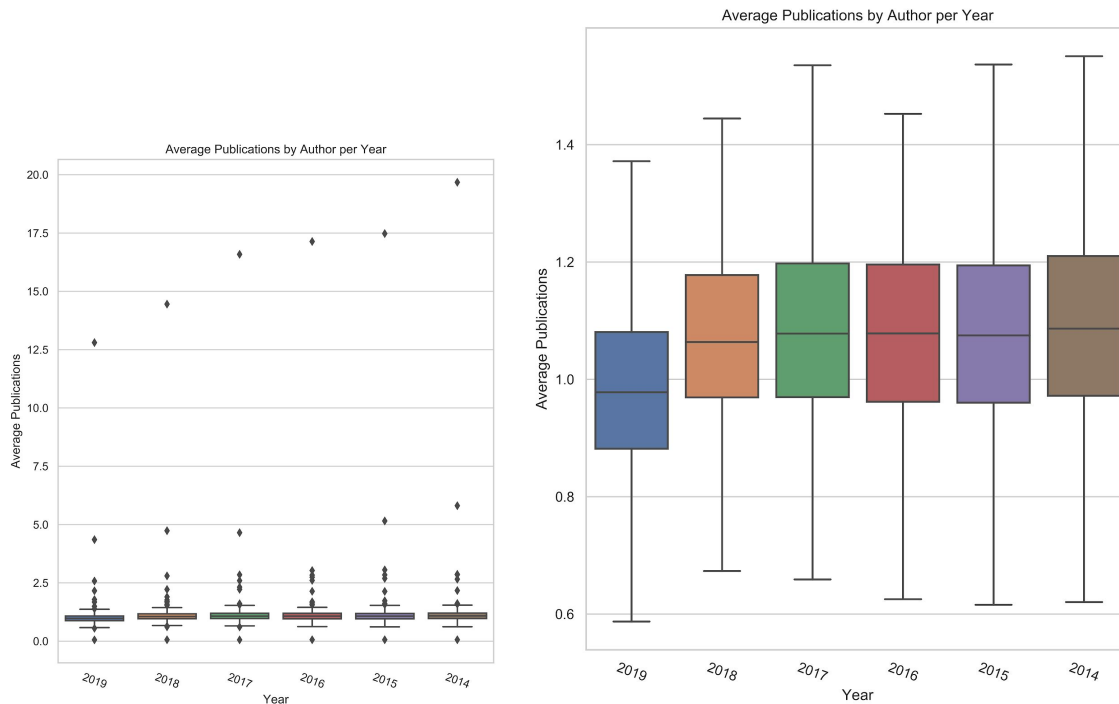 Average Publications by Author per Year
20.0
17.5
15.0
12.5
10.0
7.5
5.0
2.5
0.0
Average Publications
2019 2018 2017 2016 2015 2014
Year
Average Publications by Author per Year
1.4
1.2
1.0
0.8
0.6
Average Publications
2019 2018 2017 2016 2015 2014
Year